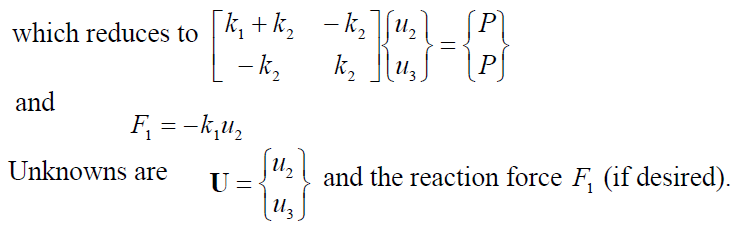 which reduces to [k₁ + k₂ −k₂ −k₂ k₂]{u₂ u₃} = {P P}
and
F₁ = −k₁u₂
Unknowns are U = {u₂ u₃} and the reaction force F₁ (if desired).